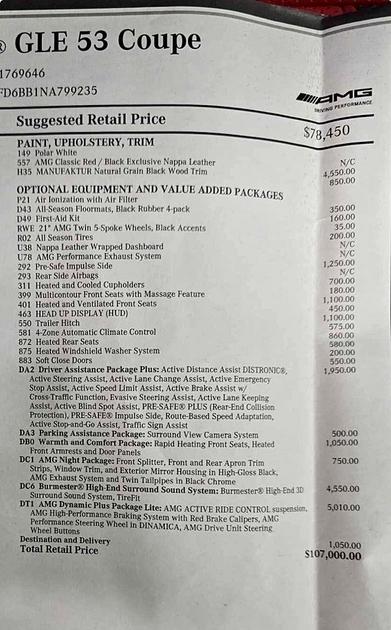 ® GLE 53 Coupe
1769646
FD6BB1NA799235
AMG
DRIVING PERFORMANCE
Suggested Retail Price $78,450
PAINT, UPHOLSTERY, TRIM
149 Polar White N/C
557 AMG Classic Red / Black Exclusive Nappa Leather 4,550.00
H35 MANUFAKTUR Natural Grain Black Wood Trim 850.00
OPTIONAL EQUIPMENT AND VALUE ADDED PACKAGES
P21 Air Ionization with Air Filter 350.00
D43 All-Season Floormats, Black Rubber 4-pack 160.00
D49 First-Aid Kit 35.00
RWE 21" AMG Twin 5-Spoke Wheels, Black Accents 200.00
R02 All Season Tires N/C
U38 Nappa Leather Wrapped Dashboard N/C
U78 AMG Performance Exhaust System 1,250.00
292 Pre-Safe Impulse Side N/C
293 Rear Side Airbags 700.00
311 Heated and Cooled Cupholders 180.00
399 Multicontour Front Seats with Massage Feature 1,100.00
401 Heated and Ventilated Front Seats 450.00
463 HEAD UP DISPLAY (HUD) 1,100.00
550 Trailer Hitch 575.00
581 4-Zone Automatic Climate Control 860.00
872 Heated Rear Seats 580.00
875 Heated Windshield Washer System 200.00
883 Soft Close Doors 550.00
DA2 Driver Assistance Package Plus: Active Distance Assist DISTRONIC®, 1,950.00
Active Steering Assist, Active Lane Change Assist, Active Emergency
Stop Assist, Active Speed Limit Assist, Active Brake Assist w/
Cross-Traffic Function, Evasive Steering Assist, Active Lane Keeping
Assist, Active Blind Spot Assist, PRE-SAFE® PLUS (Rear-End Collision
Protection), PRE-SAFE® Impulse Side, Route-Based Speed Adaptation,
Active Stop-and-Go Assist, Traffic Sign Assist
DA3 Parking Assistance Package: Surround View Camera System 500.00
DB0 Warmth and Comfort Package: Rapid Heating Front Seats, Heated 1,050.00
Front Armrests and Door Panels
DC1 AMG Night Package: Front Splitter, Front and Rear Apron Trim 750.00
Strips, Window Trim, and Exterior Mirror Housing in High-Gloss Black,
AMG Exhaust System and Twin Tailpipes in Black Chrome
DC6 Burmester® High-End Surround Sound System: Burmester® High-End 3D 4,550.00
Surround Sound System, TireFit
DT1 AMG Dynamic Plus Package Lite: AMG ACTIVE RIDE CONTROL suspension, 5,010.00
AMG High-Performance Braking System with Red Brake Calipers, AMG
Performance Steering Wheel in DINAMICA, AMG Drive Unit Steering
Wheel Buttons
Destination and Delivery 1,050.00
Total Retail Price $107,000.00